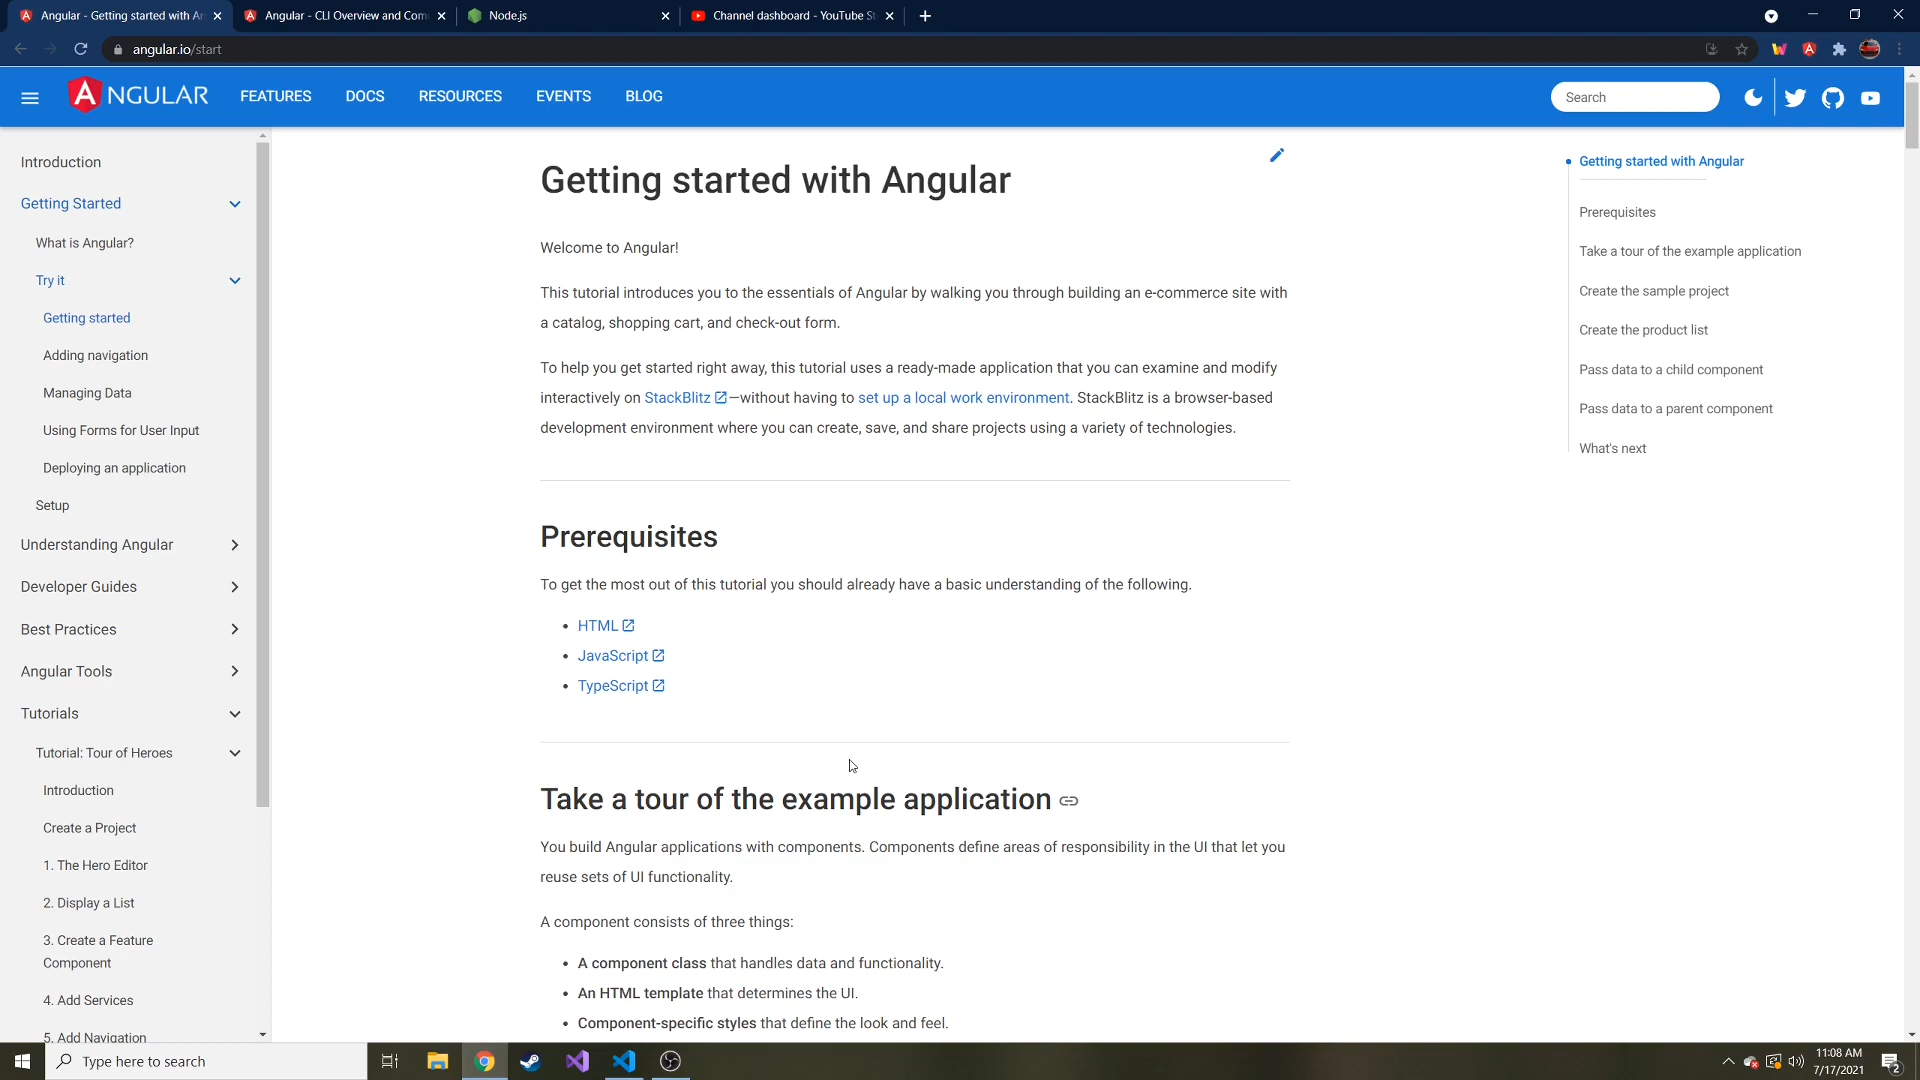 Angular - Getting started with An
Angular - CLI Overview and Com
Node.js
Channel dashboard - YouTube St
angular.io/start
ANGULAR
FEATURES
DOCS
RESOURCES
EVENTS
BLOG
Search
Introduction
Getting Started
What is Angular?
Try it
Getting started
Adding navigation
Managing Data
Using Forms for User Input
Deploying an application
Setup
Understanding Angular
Developer Guides
Best Practices
Angular Tools
Tutorials
Tutorial: Tour of Heroes
Introduction
Create a Project
1. The Hero Editor
2. Display a List
3. Create a Feature
Component
4. Add Services
5. Add Navigation
Getting started with Angular
Welcome to Angular!
This tutorial introduces you to the essentials of Angular by walking you through building an e-commerce site with
a catalog, shopping cart, and check-out form.
To help you get started right away, this tutorial uses a ready-made application that you can examine and modify
interactively on StackBlitz —without having to set up a local work environment. StackBlitz is a browser-based
development environment where you can create, save, and share projects using a variety of technologies.
Prerequisites
To get the most out of this tutorial you should already have a basic understanding of the following.
• HTML
• JavaScript
• TypeScript
Take a tour of the example application
You build Angular applications with components. Components define areas of responsibility in the UI that let you
reuse sets of UI functionality.
A component consists of three things:
• A component class that handles data and functionality.
• An HTML template that determines the UI.
• Component-specific styles that define the look and feel.
Getting started with Angular
Prerequisites
Take a tour of the example application
Create the sample project
Create the product list
Pass data to a child component
Pass data to a parent component
What's next
Type here to search
11:08 AM
7/17/2021
2